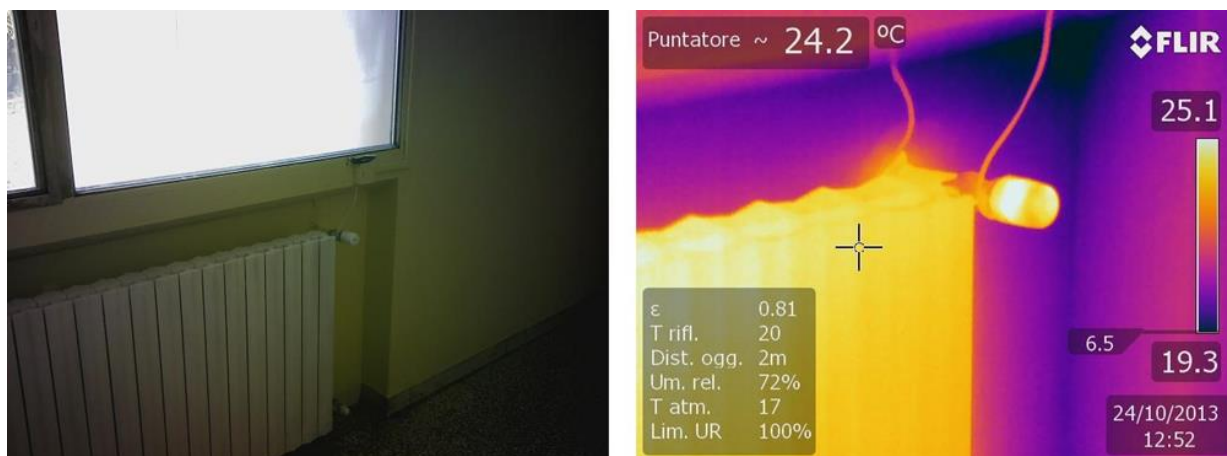 Puntatore ~ 24.2 ºC
FLIR
25.1
ε 0.81
T rifl. 20
Dist. ogg. 2m
Um. rel. 72%
T atm. 17
Lim. UR 100%
6.5
19.3
24/10/2013
12:52